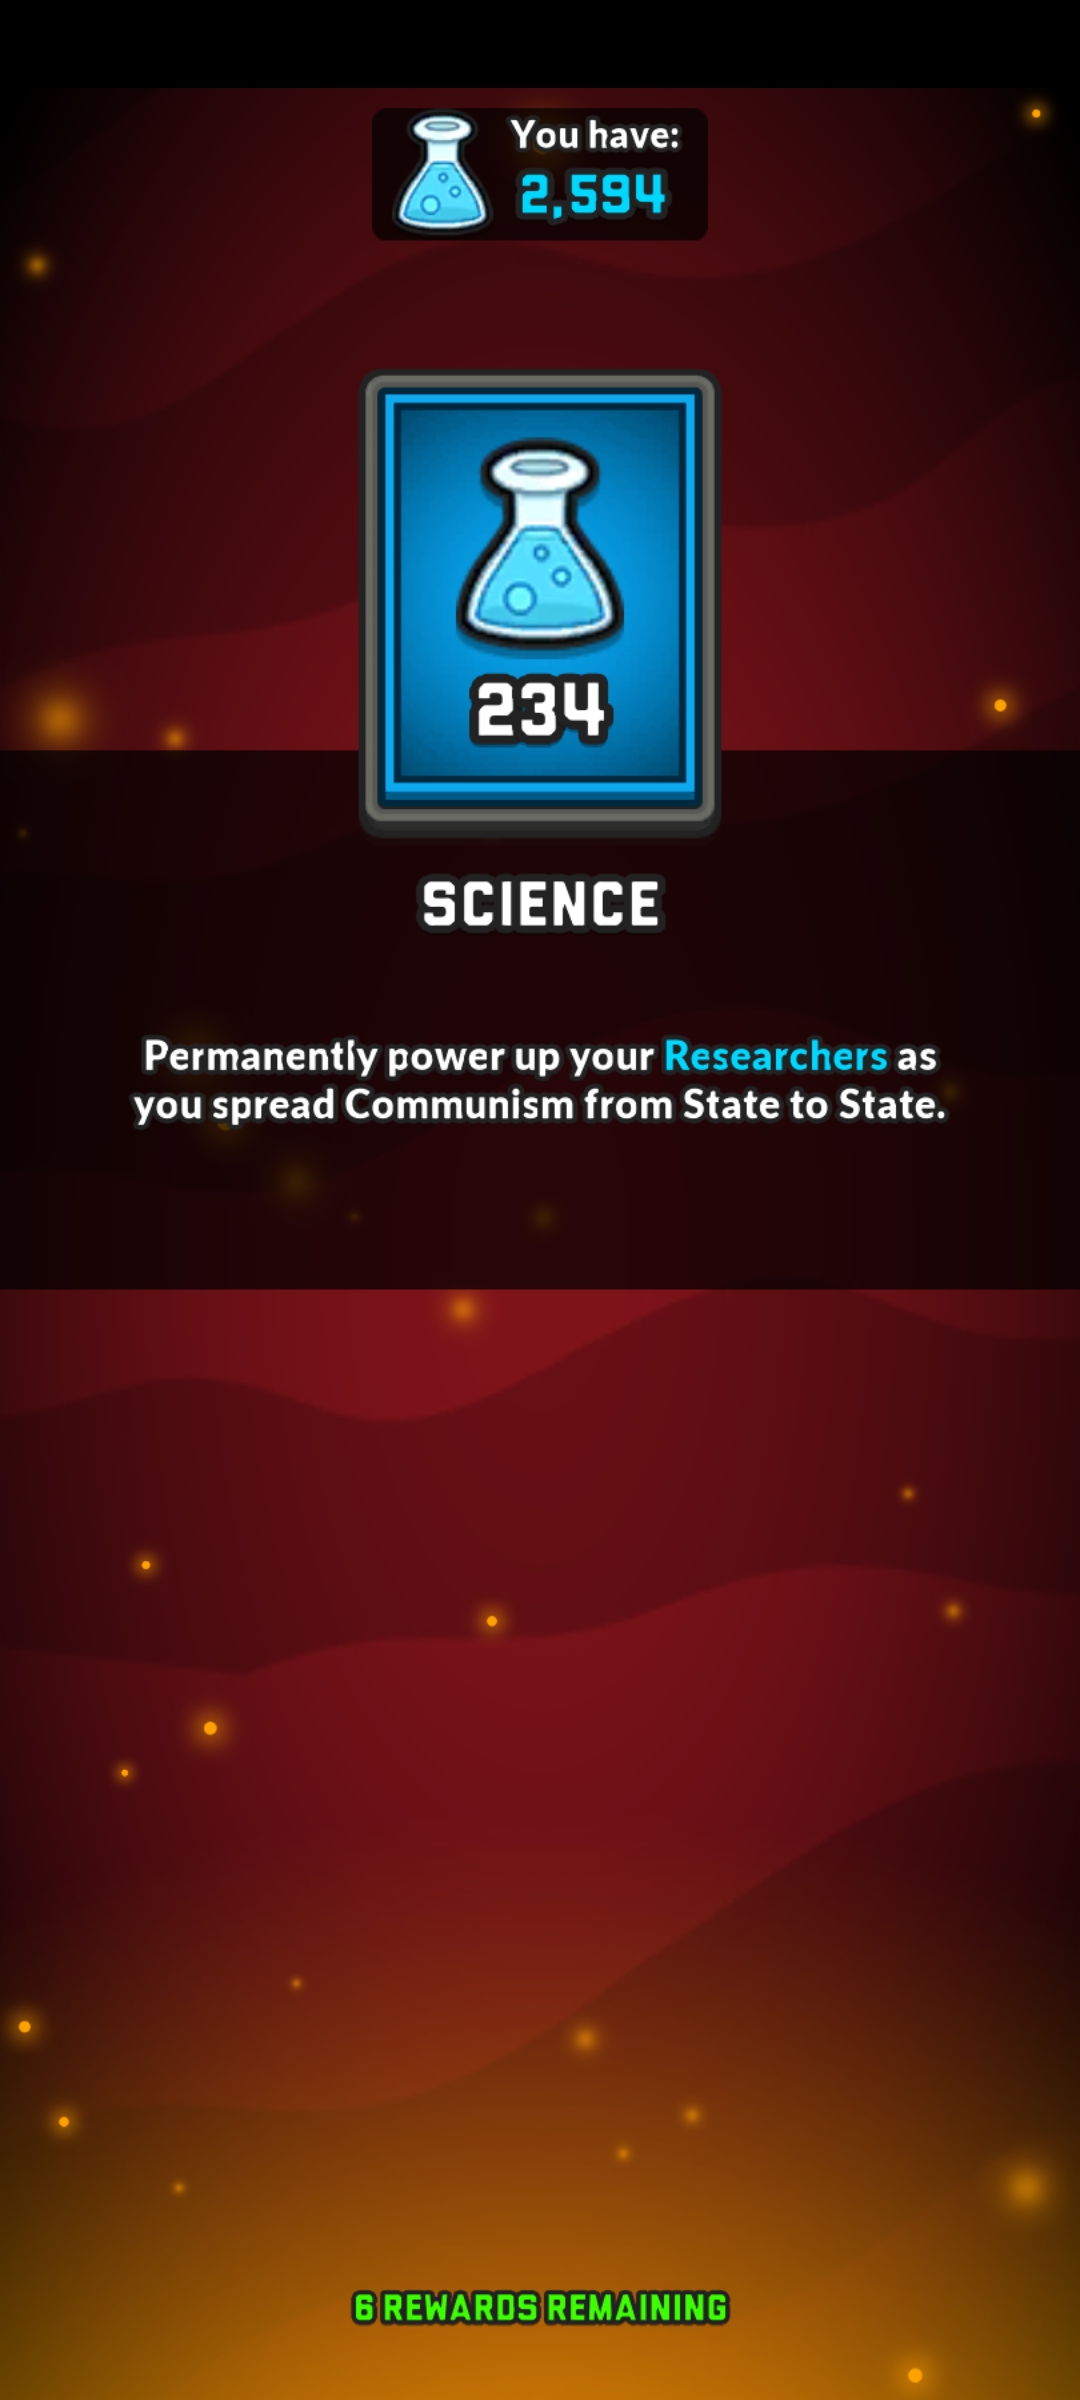 You have:
2,594
234
SCIENCE
Permanently power up your Researchers as
you spread Communism from State to State.
6 REWARDS REMAINING